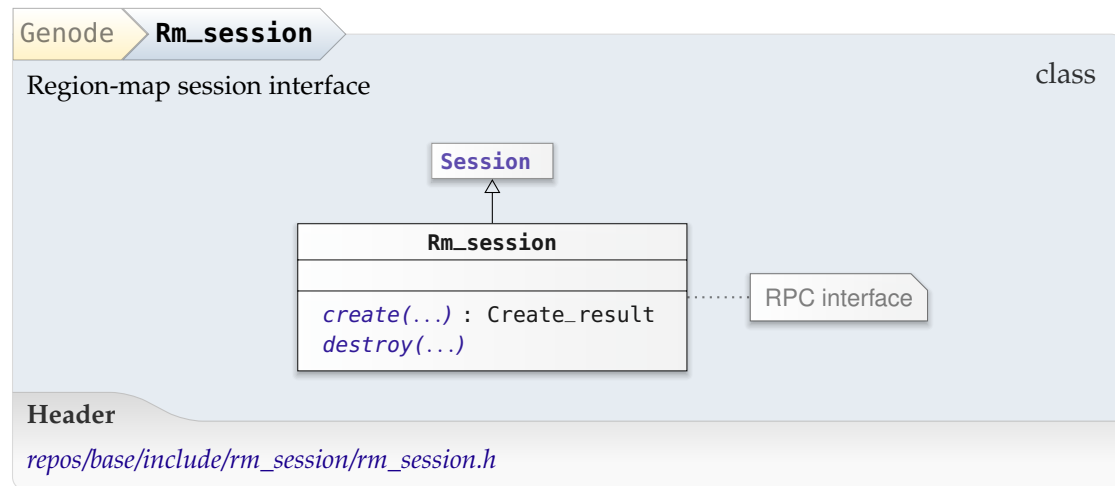 Genode Rm_session
Region-map session interface
class
Session
Rm_session
create(...) : Create_result
destroy(...)
RPC interface
Header
repos/base/include/rm_session/rm_session.h